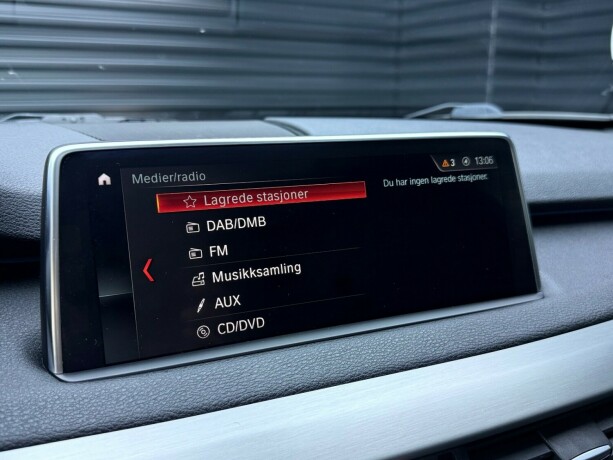 Medier/radio
3 13:06
Lagrede stasjoner
Du har ingen lagrede stasjoner.
DAB/DMB
FM
Musikksamling
AUX
CD/DVD